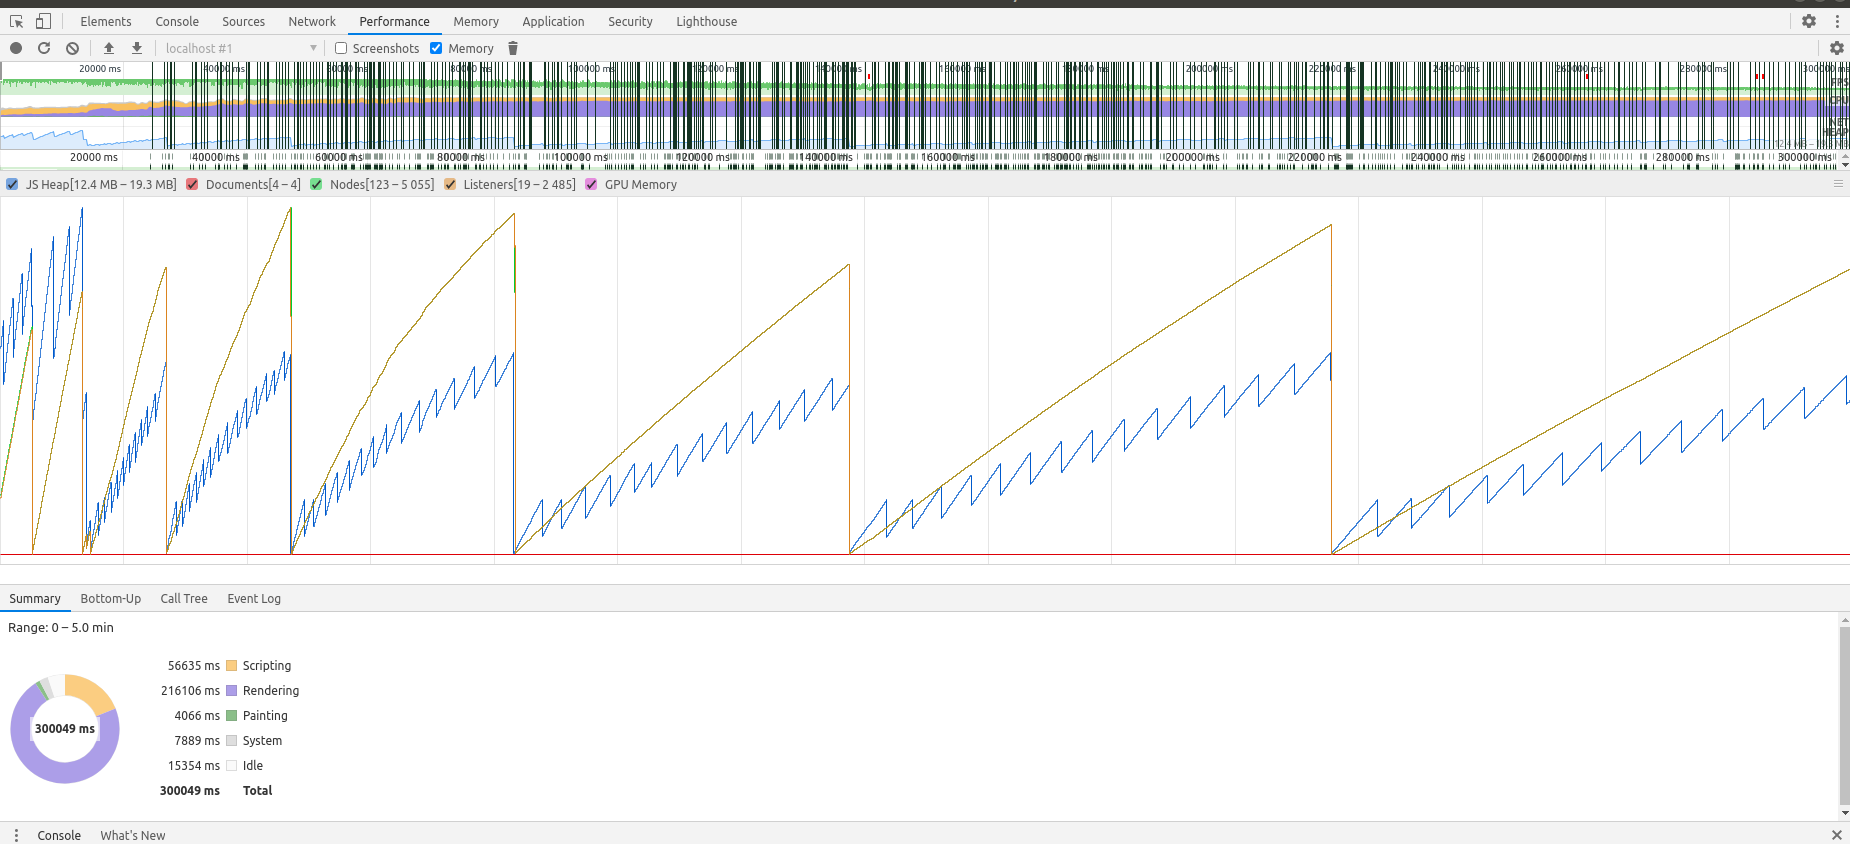 Elements Console Sources Network Performance Memory Application Security Lighthouse
localhost #1 Screenshots Memory
20000 ms 40000 ms 60000 ms 80000 ms 100000 ms 120000 ms 140000 ms 160000 ms 180000 ms 200000 ms 220000 ms 240000 ms 260000 ms 280000 ms 300000 ms
FPS
CPU
NET
HEAP
20000 ms 40000 ms 60000 ms 80000 ms 100000 ms 120000 ms 140000 ms 160000 ms 180000 ms 200000 ms 220000 ms 240000 ms 260000 ms 280000 ms 300000 ms
JS Heap[12.4 MB – 19.3 MB] Documents[4 – 4] Nodes[123 – 5 055] Listeners[19 – 2 485] GPU Memory
Summary Bottom-Up Call Tree Event Log
Range: 0 – 5.0 min
56635 ms Scripting
216106 ms Rendering
4066 ms Painting
300049 ms
7889 ms System
15354 ms Idle
300049 ms Total
Console What's New